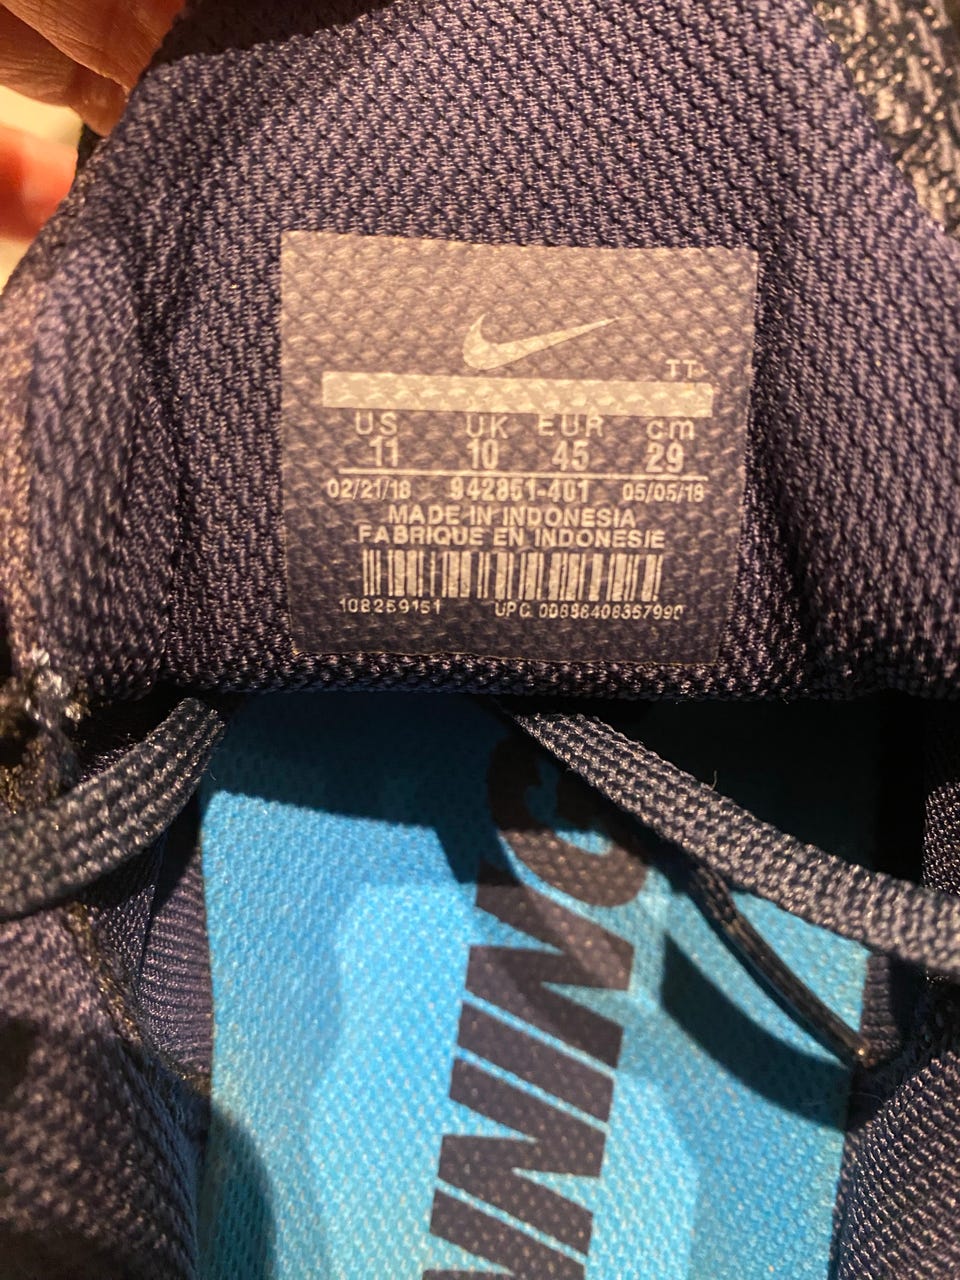 TT
US UK EUR cm
11 10 45 29
02/21/18 942851-401 05/05/18
MADE IN INDONESIA
FABRIQUE EN INDONESIE
108259151 UPC